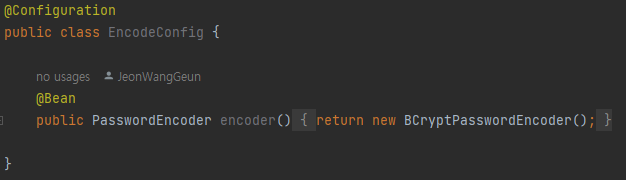 @Configuration
public class EncodeConfig {
no usages JeonWangGeun
@Bean
public PasswordEncoder encoder() { return new BCryptPasswordEncoder(); }
}